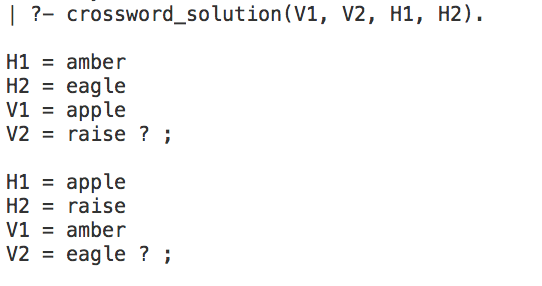 | ?- crossword_solution(V1, V2, H1, H2).
H1 = amber
H2 = eagle
V1 = apple
V2 = raise ? ;
H1 = apple
H2 = raise
V1 = amber
V2 = eagle ? ;